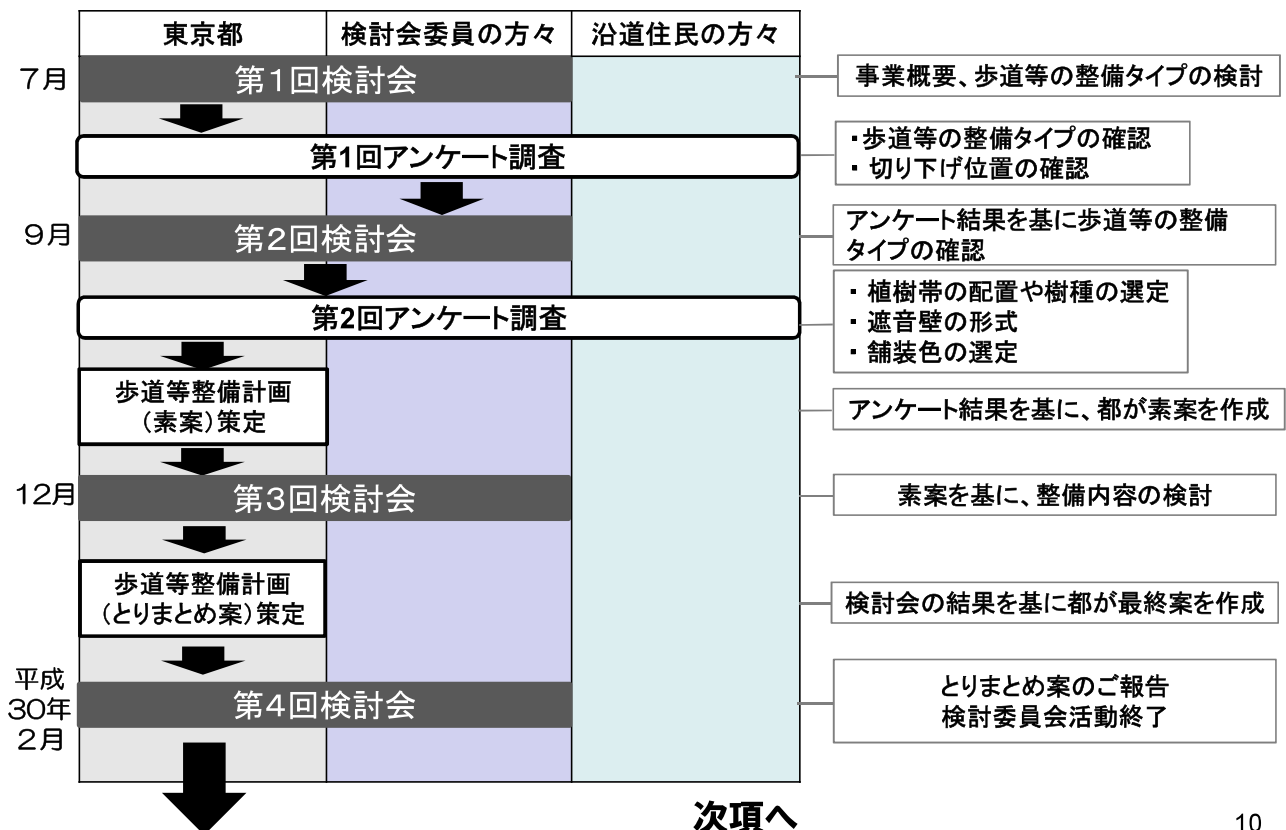 東京都
検討会委員の方々
沿道住民の方々
7月
第1回検討会
事業概要、歩道等の整備タイプの検討
第1回アンケート調査
・歩道等の整備タイプの確認
・切り下げ位置の確認
9月
第2回検討会
アンケート結果を基に歩道等の整備
タイプの確認
第2回アンケート調査
・植樹帯の配置や樹種の選定
・遮音壁の形式
・舗装色の選定
歩道等整備計画
(素案)策定
アンケート結果を基に、都が素案を作成
12月
第3回検討会
素案を基に、整備内容の検討
歩道等整備計画
(とりまとめ案)策定
検討会の結果を基に都が最終案を作成
平成
30年
2月
第4回検討会
とりまとめ案のご報告
検討委員会活動終了
次項へ
10